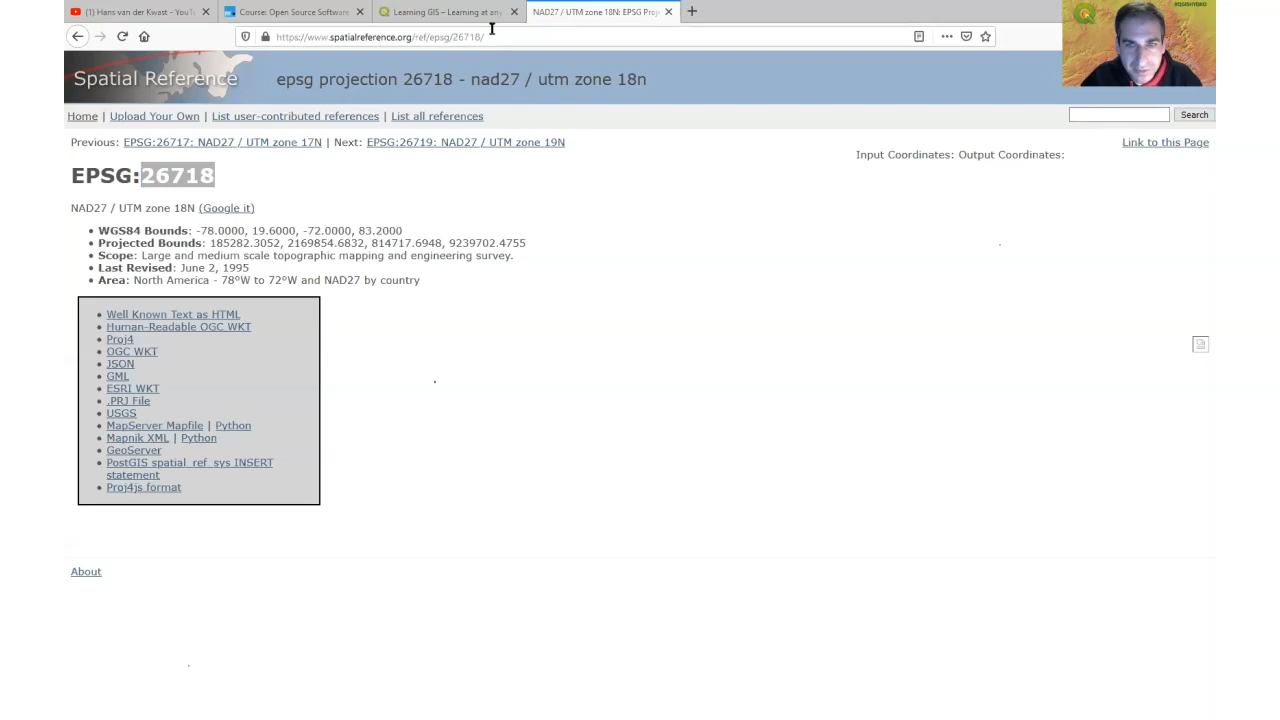 (1) Hans van der Kwast - YouT
Course: Open Source Software
Learning GIS – Learning at any
NAD27 / UTM zone 18N: EPSG Proj
https://www.spatialreference.org/ref/epsg/26718/
Spatial Reference
epsg projection 26718 - nad27 / utm zone 18n
Home | Upload Your Own | List user-contributed references | List all references
Search
Previous: EPSG:26717: NAD27 / UTM zone 17N | Next: EPSG:26719: NAD27 / UTM zone 19N
Link to this Page
Input Coordinates: Output Coordinates:
EPSG:26718
NAD27 / UTM zone 18N (Google it)
• WGS84 Bounds: -78.0000, 19.6000, -72.0000, 83.2000
• Projected Bounds: 185282.3052, 2169854.6832, 814717.6948, 9239702.4755
• Scope: Large and medium scale topographic mapping and engineering survey.
• Last Revised: June 2, 1995
• Area: North America - 78°W to 72°W and NAD27 by country
• Well Known Text as HTML
• Human-Readable OGC WKT
• Proj4
• OGC WKT
• JSON
• GML
• ESRI WKT
• .PRJ File
• USGS
• MapServer Mapfile | Python
• Mapnik XML | Python
• GeoServer
• PostGIS spatial_ref_sys INSERT
statement
• Proj4js format
About